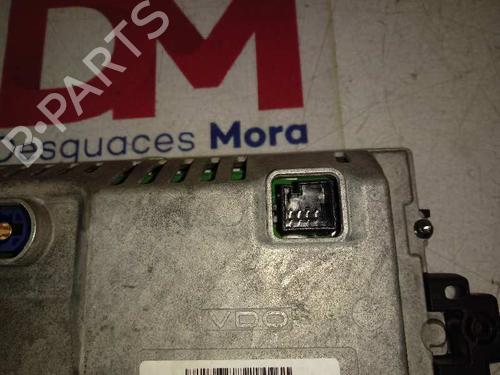 DM
B-PARTS
Desguaces Mora
VDO